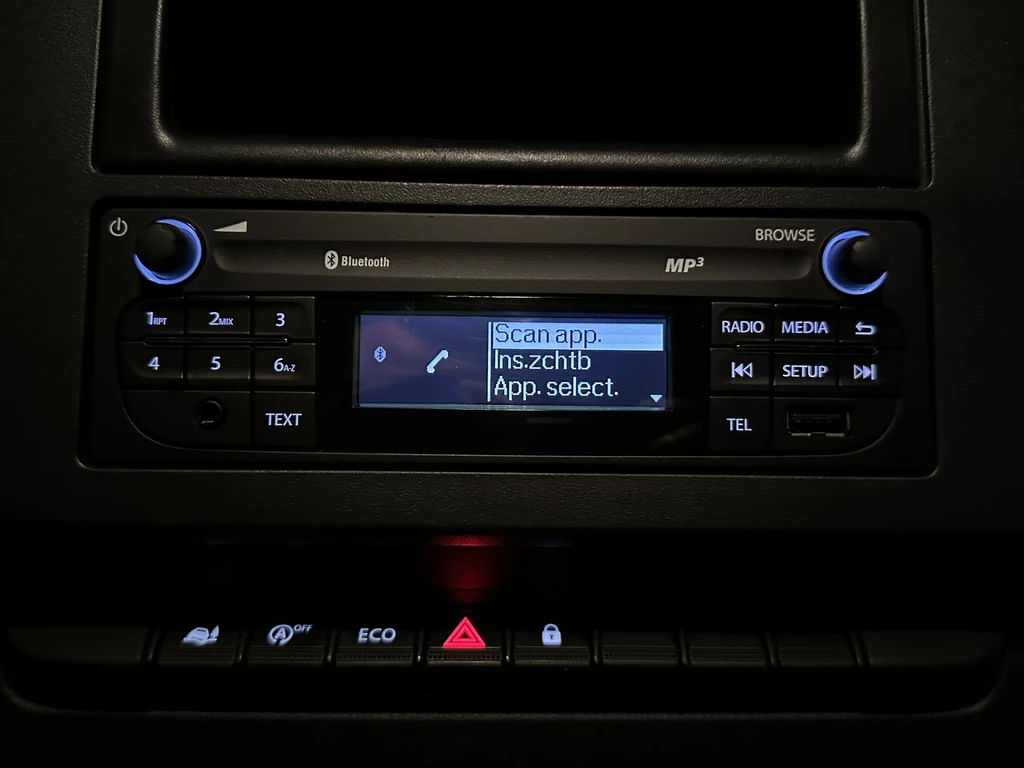 BROWSE
Bluetooth
MP3
1RPT 2MIX 3
Scan app.
RADIO MEDIA
Ins.zchtb
4 5 6A-Z
SETUP
App. select.
TEXT
TEL
OFF
ECO